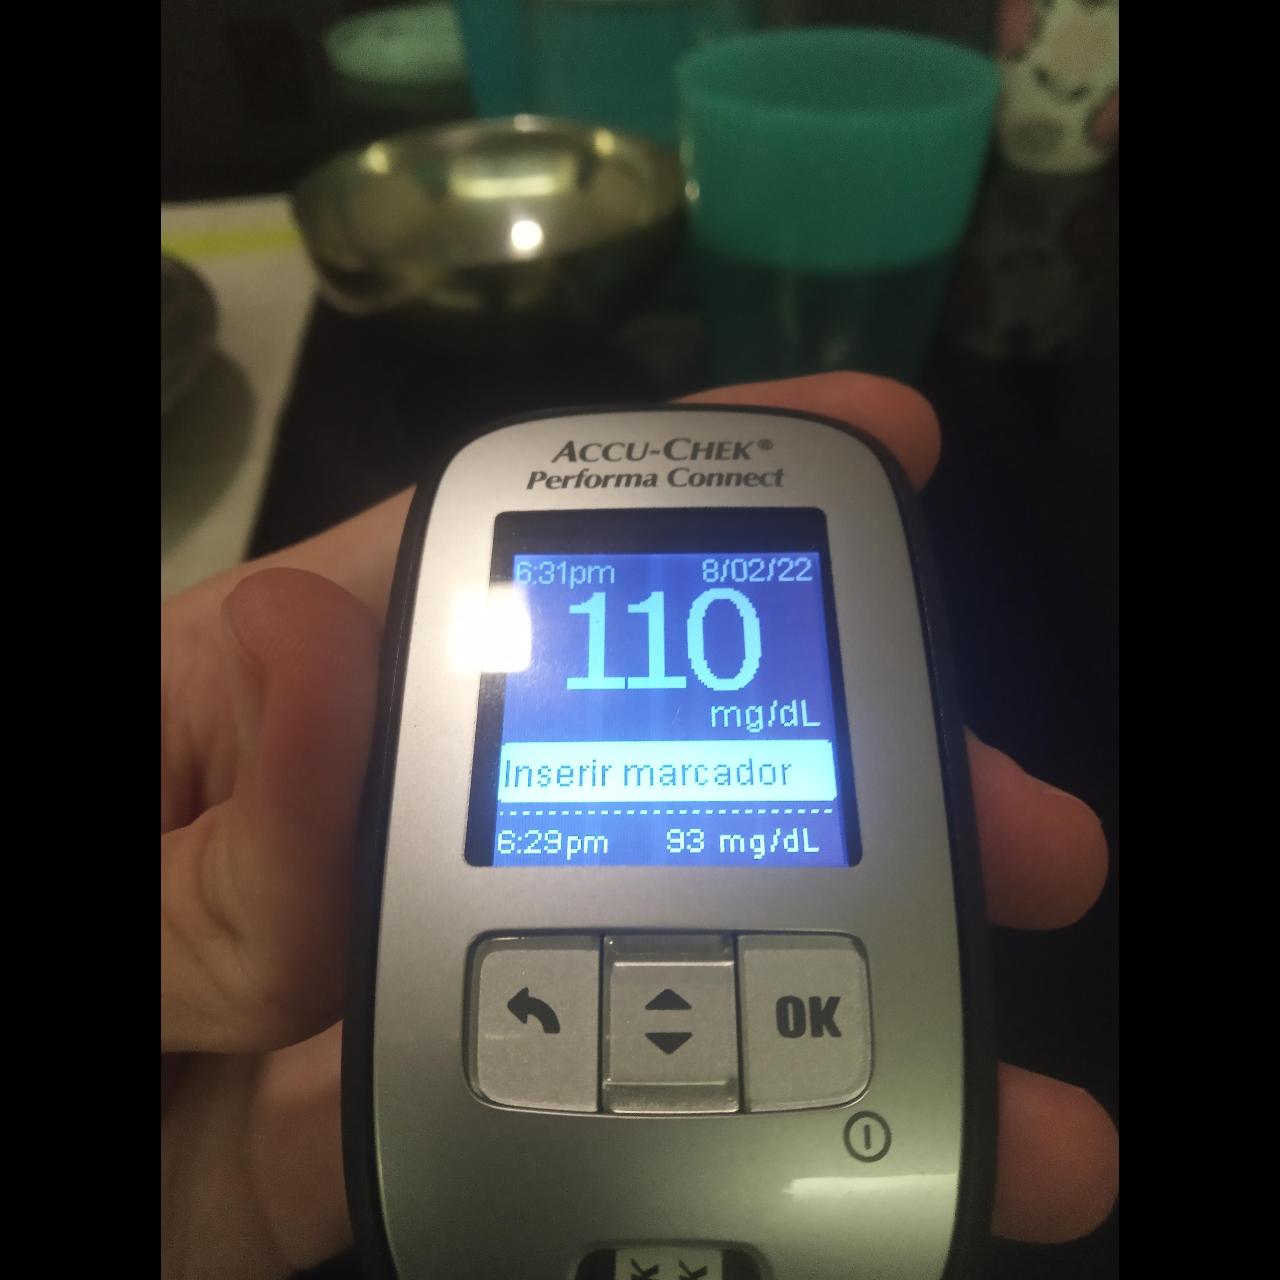 ACCU-CHEK®
Performa Connect
6:31pm 8/02/22
110
mg/dL
Inserir marcador
6:29pm 93 mg/dL
OK